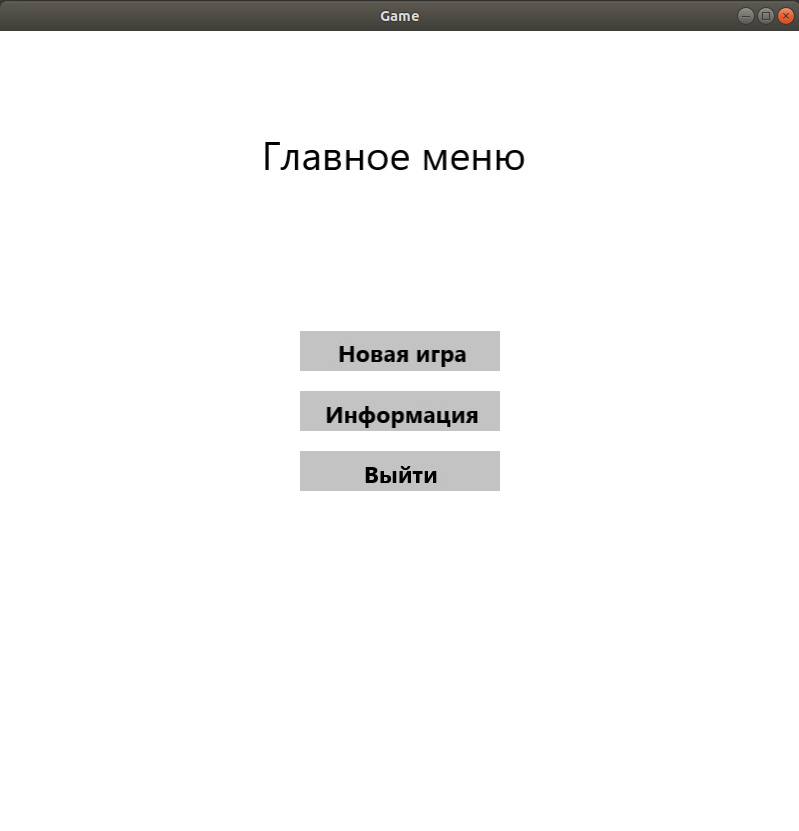 Game
Главное меню
Новая игра
Информация
Выйти